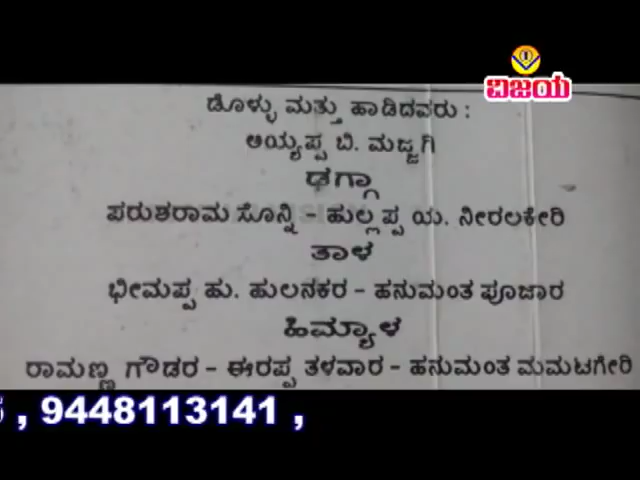 ವಿಜಯ
ಡೊಳ್ಳು ಮತ್ತು ಹಾಡಿದವರು :
ಅಯ್ಯಪ್ಪ ಬಿ. ಮಜ್ಜಗಿ
ಢಗ್ಗಾ
ಪರುಶರಾಮ ಸೊನ್ನಿ - ಹುಲ್ಲಪ್ಪ ಯ. ನೀರಲಕೇರಿ
ತಾಳ
ಭೀಮಪ್ಪ ಹು. ಹುಲನಕರ - ಹನುಮಂತ ಪೂಜಾರ
ಹಿಮ್ಯಾಳ
ರಾಮಣ್ಣ ಗೌಡರ - ಈರಪ್ಪ ತಳವಾರ - ಹನುಮಂತ ಮಮಟಗೇರಿ
, 9448113141 ,